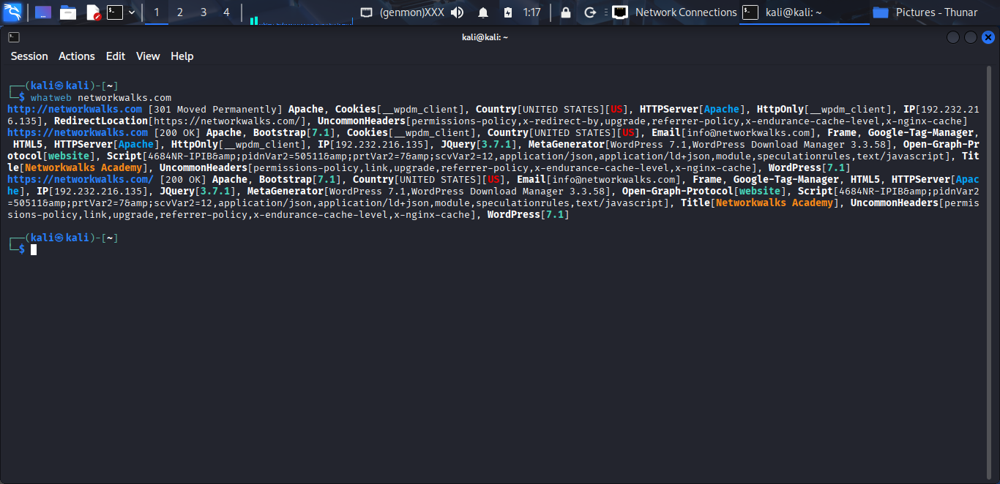 1 2 3 4 (genmon)XXX 1:17 Network Connections kali@kali: ~ Pictures - Thunar
kali@kali: ~
Session Actions Edit View Help
┌──(kali㉿kali)-[~]
└─$ whatweb networkwalks.com
http://networkwalks.com [301 Moved Permanently] Apache, Cookies[__wpdm_client], Country[UNITED STATES][US], HTTPServer[Apache], HttpOnly[__wpdm_client], IP[192.232.21
6.135], RedirectLocation[https://networkwalks.com/], UncommonHeaders[permissions-policy,x-redirect-by,upgrade,referrer-policy,x-endurance-cache-level,x-nginx-cache]
https://networkwalks.com [200 OK] Apache, Bootstrap[7.1], Cookies[__wpdm_client], Country[UNITED STATES][US], Email[info@networkwalks.com], Frame, Google-Tag-Manager,
HTML5, HTTPServer[Apache], HttpOnly[__wpdm_client], IP[192.232.216.135], JQuery[3.7.1], MetaGenerator[WordPress 7.1,WordPress Download Manager 3.3.58], Open-Graph-Pr
otocol[website], Script[4684NR-IPIB&amp;pidnVar2=50511&amp;prtVar2=7&amp;scvVar2=12,application/json,application/ld+json,module,speculationrules,text/javascript], Tit
le[Networkwalks Academy], UncommonHeaders[permissions-policy,link,upgrade,referrer-policy,x-endurance-cache-level,x-nginx-cache], WordPress[7.1]
https://networkwalks.com/ [200 OK] Apache, Bootstrap[7.1], Country[UNITED STATES][US], Email[info@networkwalks.com], Frame, Google-Tag-Manager, HTML5, HTTPServer[Apac
he], IP[192.232.216.135], JQuery[3.7.1], MetaGenerator[WordPress 7.1,WordPress Download Manager 3.3.58], Open-Graph-Protocol[website], Script[4684NR-IPIB&amp;pidnVar2
=50511&amp;prtVar2=7&amp;scvVar2=12,application/json,application/ld+json,module,speculationrules,text/javascript], Title[Networkwalks Academy], UncommonHeaders[permis
sions-policy,link,upgrade,referrer-policy,x-endurance-cache-level,x-nginx-cache], WordPress[7.1]
┌──(kali㉿kali)-[~]
└─$